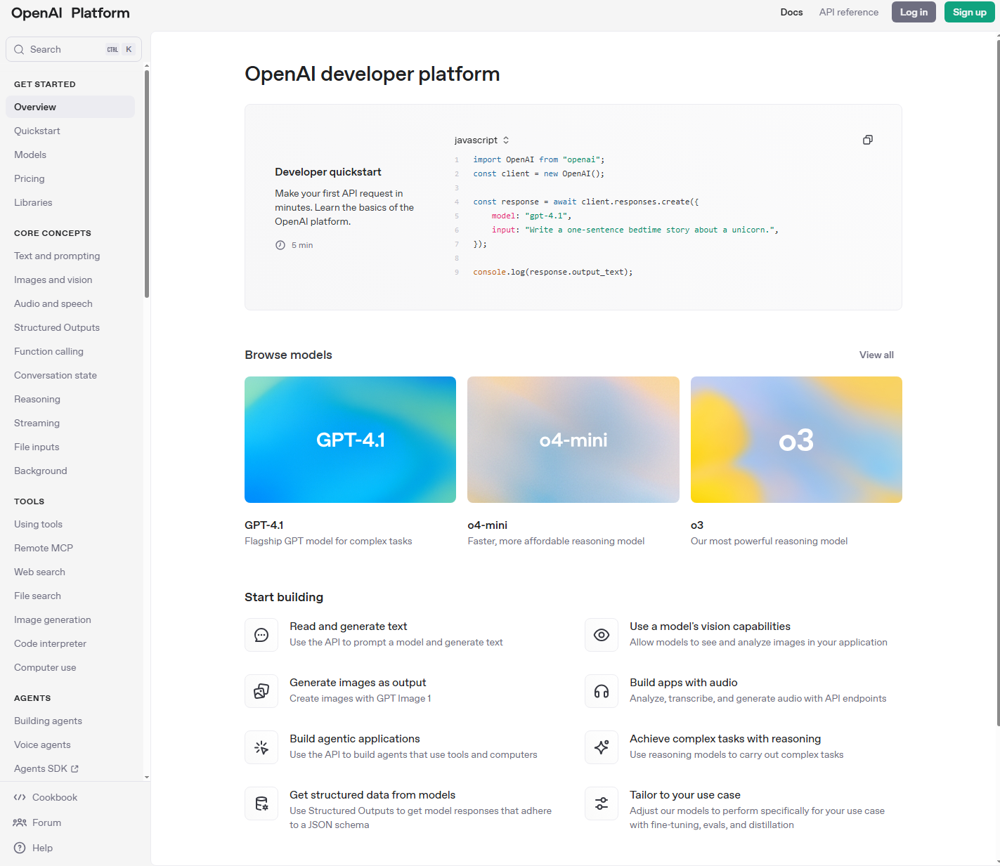 OpenAI Platform
Docs
API reference
Log in
Sign up
Search
CTRL
K
GET STARTED
Overview
Quickstart
Models
Pricing
Libraries
CORE CONCEPTS
Text and prompting
Images and vision
Audio and speech
Structured Outputs
Function calling
Conversation state
Reasoning
Streaming
File inputs
Background
TOOLS
Using tools
Remote MCP
Web search
File search
Image generation
Code interpreter
Computer use
AGENTS
Building agents
Voice agents
Agents SDK
Cookbook
Forum
Help
OpenAI developer platform
Developer quickstart
Make your first API request in
minutes. Learn the basics of the
OpenAI platform.
5 min
javascript
1 import OpenAI from "openai";
2 const client = new OpenAI();
3
4 const response = await client.responses.create({
5     model: "gpt-4.1",
6     input: "Write a one-sentence bedtime story about a unicorn.",
7 });
8
9 console.log(response.output_text);
Browse models
View all
GPT-4.1
GPT-4.1
Flagship GPT model for complex tasks
o4-mini
o4-mini
Faster, more affordable reasoning model
o3
o3
Our most powerful reasoning model
Start building
Read and generate text
Use the API to prompt a model and generate text
Use a model's vision capabilities
Allow models to see and analyze images in your application
Generate images as output
Create images with GPT Image 1
Build apps with audio
Analyze, transcribe, and generate audio with API endpoints
Build agentic applications
Use the API to build agents that use tools and computers
Achieve complex tasks with reasoning
Use reasoning models to carry out complex tasks
Get structured data from models
Use Structured Outputs to get model responses that adhere
to a JSON schema
Tailor to your use case
Adjust our models to perform specifically for your use case
with fine-tuning, evals, and distillation